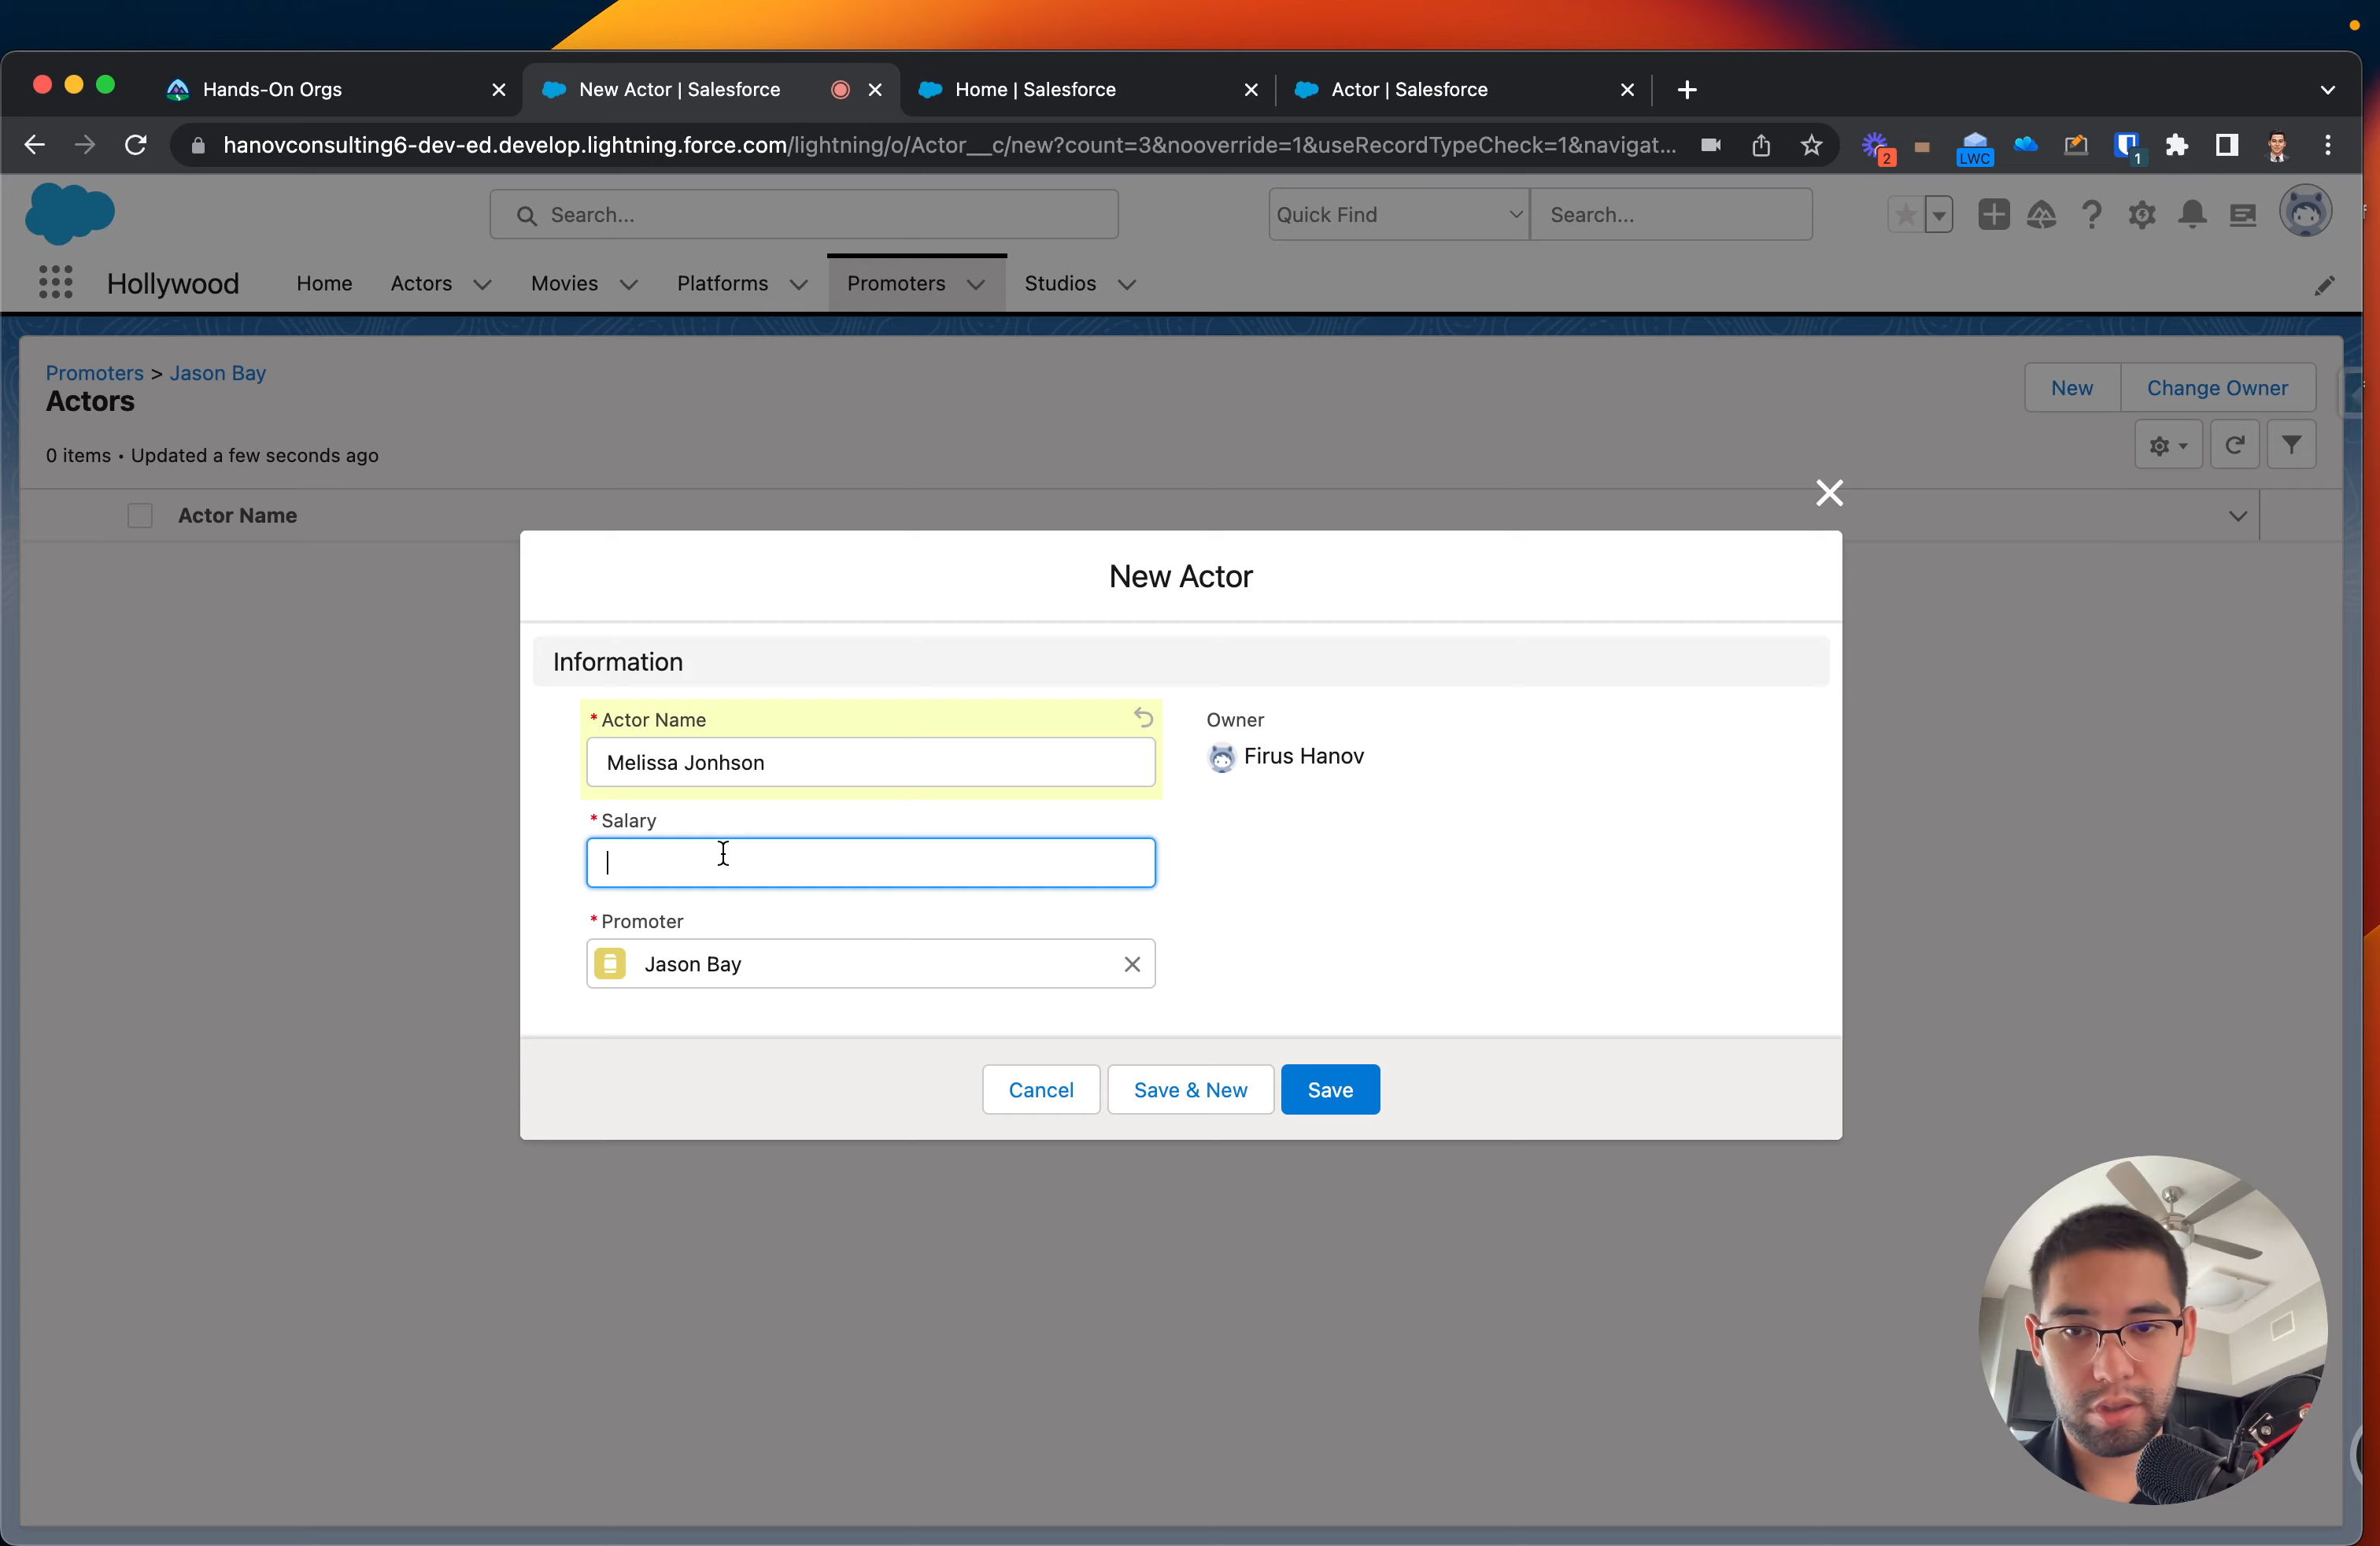 Hands-On Orgs
New Actor | Salesforce
Home | Salesforce
Actor | Salesforce
hanovconsulting6-dev-ed.develop.lightning.force.com/lightning/o/Actor__c/new?count=3&nooverride=1&useRecordTypeCheck=1&navigat...
2
LWC
1
Search...
Quick Find
Search...
Hollywood
Home
Actors
Movies
Platforms
Promoters
Studios
Promoters > Jason Bay
Actors
New
Change Owner
0 items • Updated a few seconds ago
Actor Name
New Actor
Information
* Actor Name
Melissa Jonhson
Owner
Firus Hanov
* Salary
* Promoter
Jason Bay
Cancel
Save & New
Save